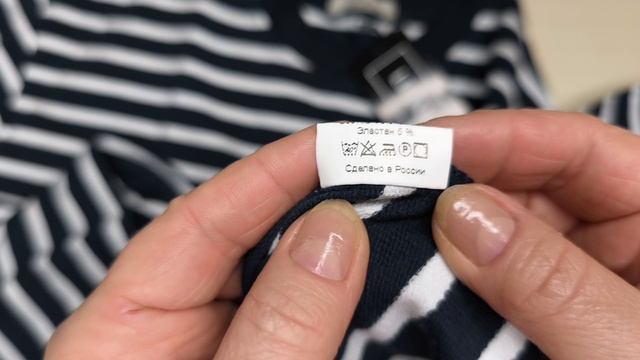 Эластан 5 %
P
Сделано в России